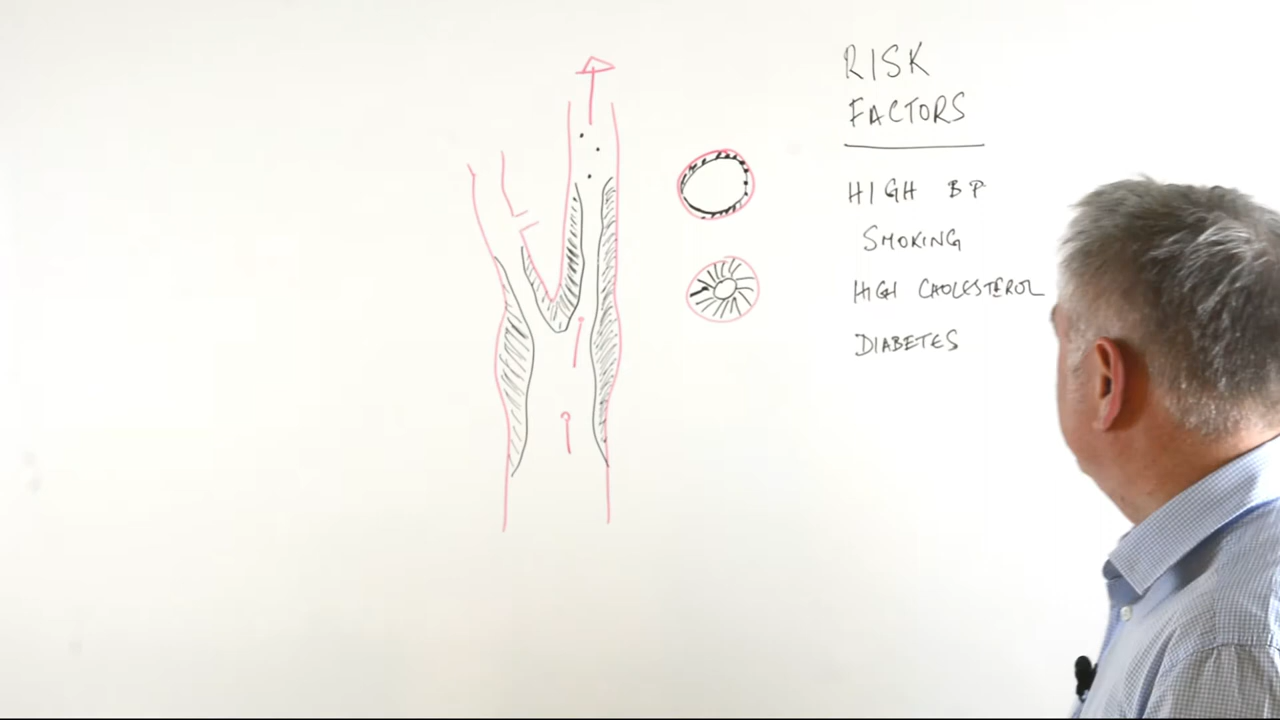 RISK
FACTORS
HIGH BP
SMOKING
HIGH CHOLESTEROL
DIABETES